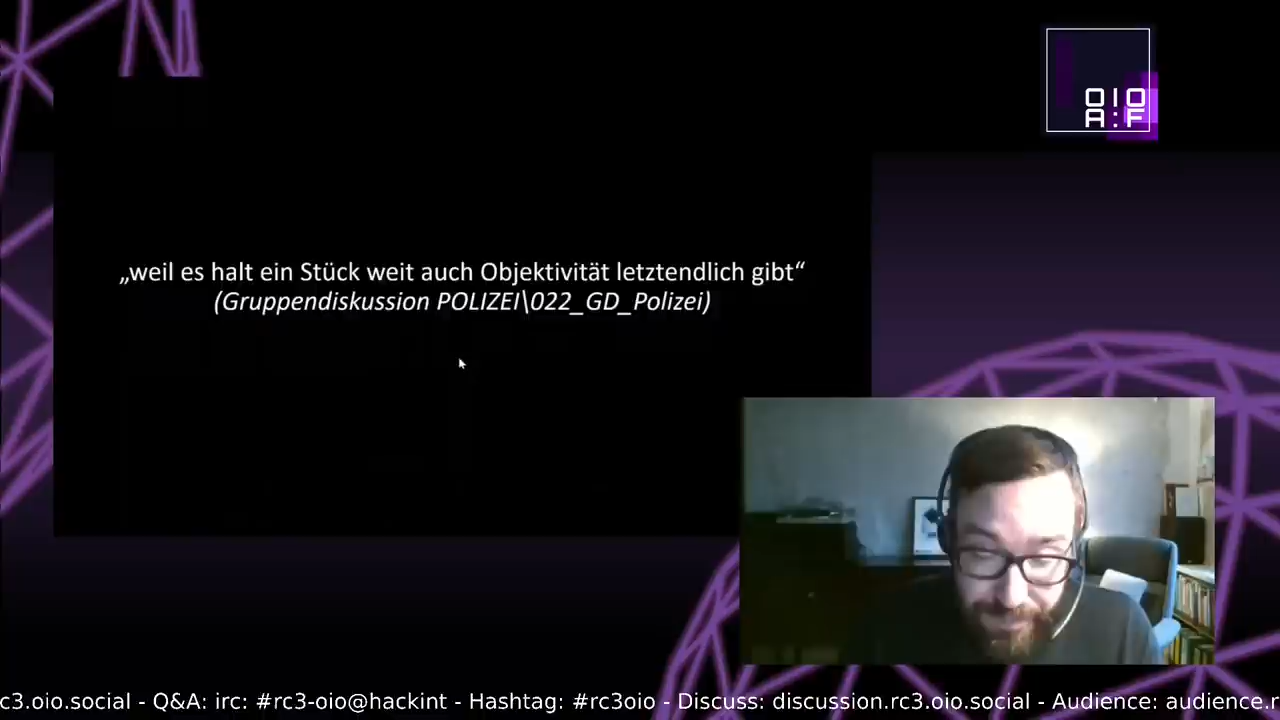 OIO
A:F
„weil es halt ein Stück weit auch Objektivität letztendlich gibt“
(Gruppendiskussion POLIZEI\022_GD_Polizei)
c3.oio.social - Q&A: irc: #rc3-oio@hackint - Hashtag: #rc3oio - Discuss: discussion.rc3.oio.social - Audience: audience.r